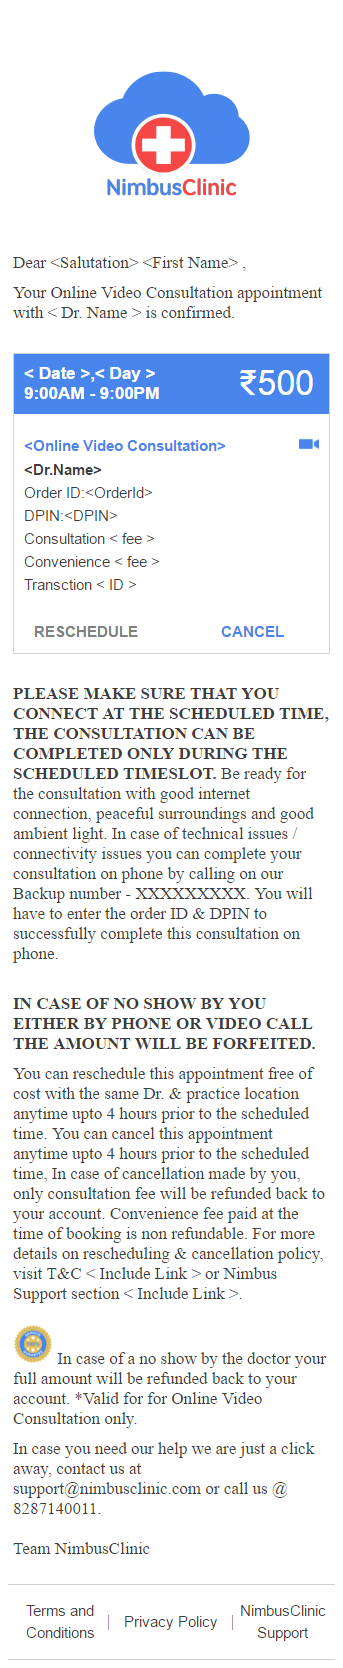 NimbusClinic
Dear <Salutation> <First Name> ,
Your Online Video Consultation appointment
with < Dr. Name > is confirmed.
< Date >,< Day >
9:00AM - 9:00PM
₹500
<Online Video Consultation>
<Dr.Name>
Order ID:<OrderId>
DPIN:<DPIN>
Consultation < fee >
Convenience < fee >
Transction < ID >
RESCHEDULE CANCEL
PLEASE MAKE SURE THAT YOU
CONNECT AT THE SCHEDULED TIME,
THE CONSULTATION CAN BE
COMPLETED ONLY DURING THE
SCHEDULED TIMESLOT. Be ready for
the consultation with good internet
connection, peaceful surroundings and good
ambient light. In case of technical issues /
connectivity issues you can complete your
consultation on phone by calling on our
Backup number - XXXXXXXXX. You will
have to enter the order ID & DPIN to
successfully complete this consultation on
phone.
IN CASE OF NO SHOW BY YOU
EITHER BY PHONE OR VIDEO CALL
THE AMOUNT WILL BE FORFEITED.
You can reschedule this appointment free of
cost with the same Dr. & practice location
anytime upto 4 hours prior to the scheduled
time. You can cancel this appointment
anytime upto 4 hours prior to the scheduled
time, In case of cancellation made by you,
only consultation fee will be refunded back to
your account. Convenience fee paid at the
time of booking is non refundable. For more
details on rescheduling & cancellation policy,
visit T&C < Include Link > or Nimbus
Support section < Include Link >.
In case of a no show by the doctor your
full amount will be refunded back to your
account. *Valid for for Online Video
Consultation only.
In case you need our help we are just a click
away, contact us at
support@nimbusclinic.com or call us @
8287140011.
Team NimbusClinic
Terms and
Conditions
Privacy Policy
NimbusClinic
Support